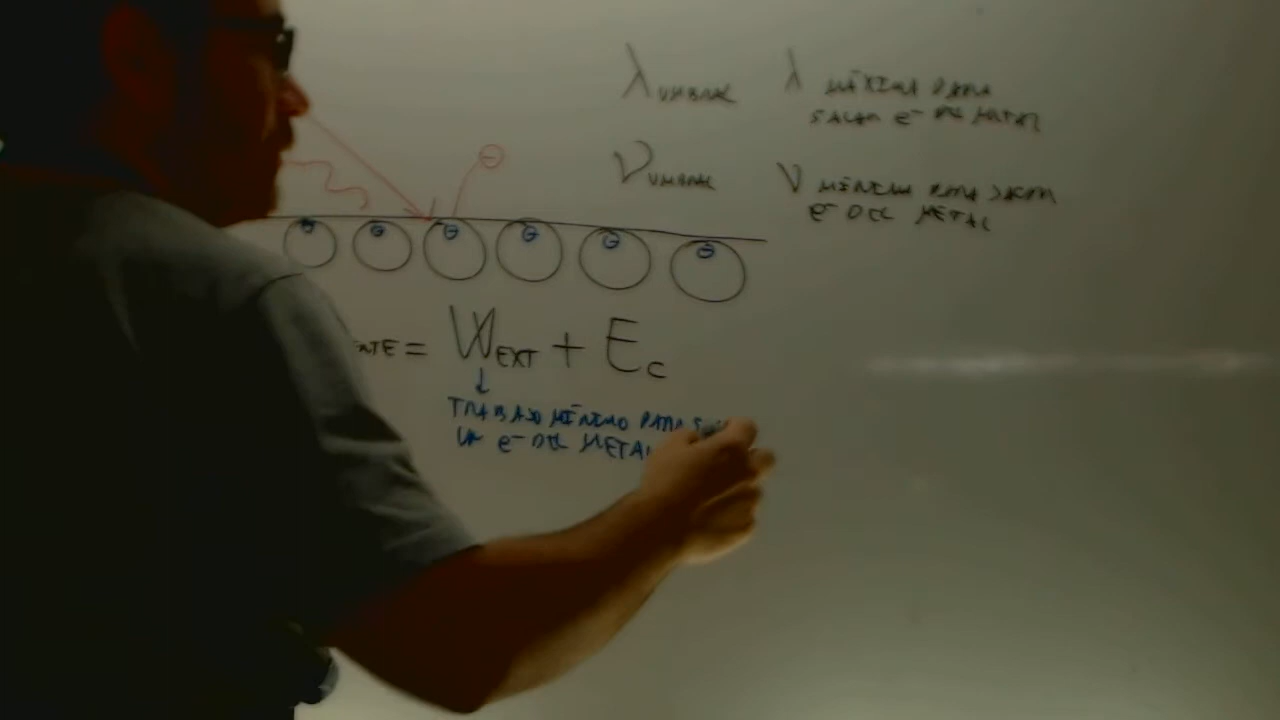 λ UMBRAL λ MÁXIMA PARA
SACAR e⁻ DEL METAL
ν UMBRAL ν MÍNIMA PARA SACAR
e⁻ DEL METAL
−
− − − − − −
NTE = W EXT + E C
↓
TRABAJO MÍNIMO PARA
UN e⁻ DEL METAL